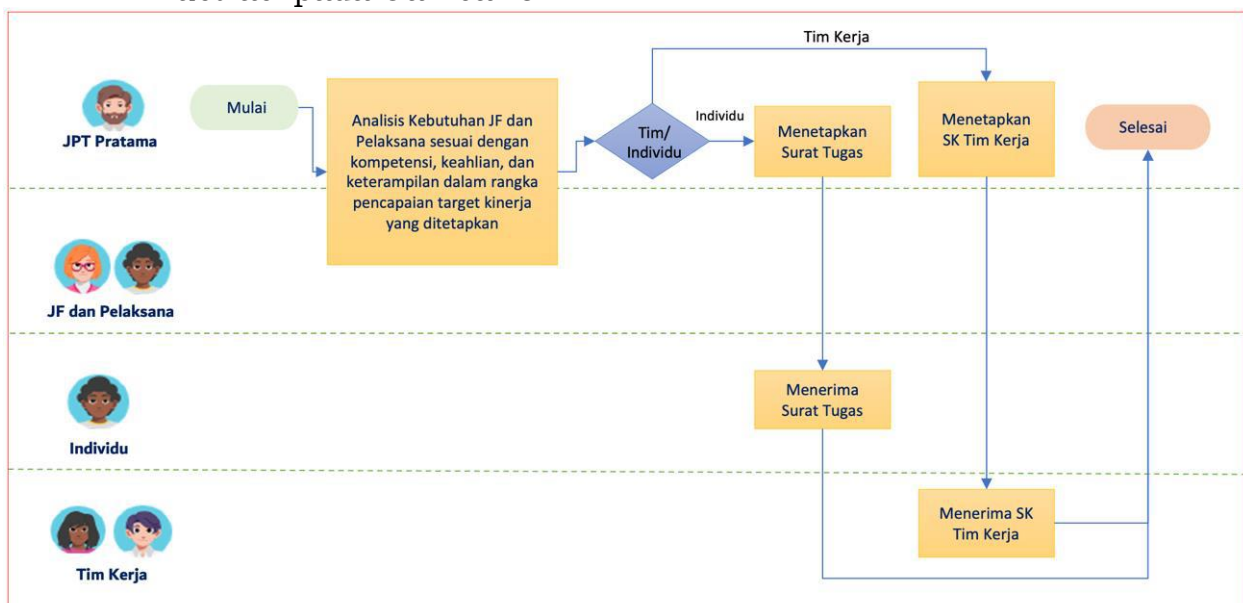 Tim Kerja
Mulai
JPT Pratama
Analisis Kebutuhan JF dan
Pelaksana sesuai dengan
kompetensi, keahlian, dan
keterampilan dalam rangka
pencapaian target kinerja
yang ditetapkan
Tim/
Individu
Individu
Menetapkan
Surat Tugas
Menetapkan
SK Tim Kerja
Selesai
JF dan Pelaksana
Individu
Menerima
Surat Tugas
Tim Kerja
Menerima SK
Tim Kerja